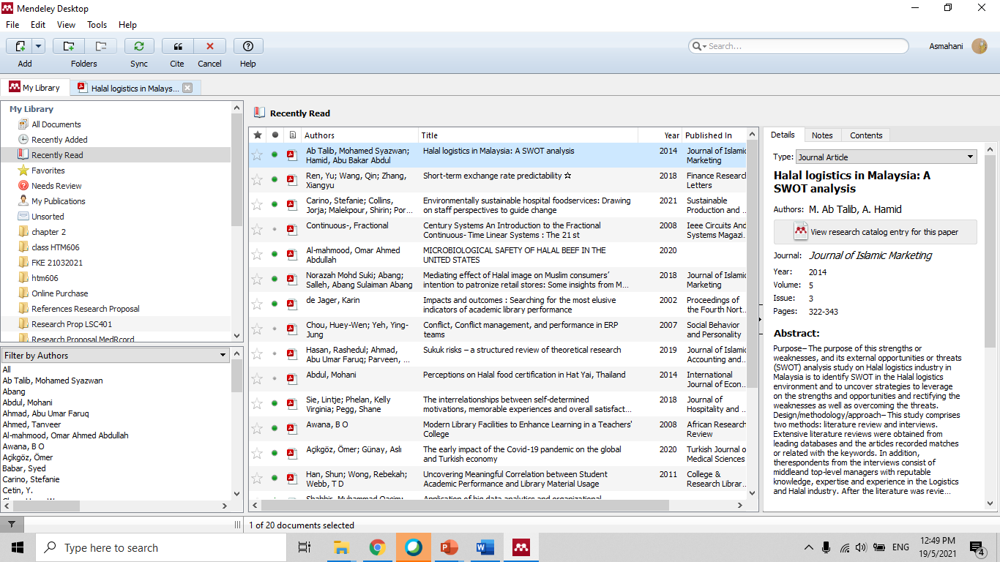 Mendeley Desktop
File Edit View Tools Help
Search...
Asmahani
Add Folders Sync Cite Cancel Help
My Library
Halal logistics in Malays...
My Library
All Documents
Recently Added
Recently Read
Favorites
Needs Review
My Publications
Unsorted
chapter 2
class HTM606
FKE 21032021
htm606
Online Purchase
References Research Proposal
Research Prop LSC401
Research Proposal MedRcord
Filter by Authors
All
Ab Talib, Mohamed Syazwan
Abang
Abdul, Mohani
Ahmad, Abu Umar Faruq
Ahmed, Tanveer
Al-mahmood, Omar Ahmed Abdullah
Awana, B O
Açikgöz, Ömer
Babar, Syed
Carino, Stefanie
Cetin, Y.
Recently Read
Authors Title Year Published In
Ab Talib, Mohamed Syazwan; Halal logistics in Malaysia: A SWOT analysis 2014 Journal of Islamic
Hamid, Abu Bakar Abdul Marketing
Ren, Yu; Wang, Qin; Zhang, Short-term exchange rate predictability ☆ 2018 Finance Research
Xiangyu Letters
Carino, Stefanie; Collins, Environmentally sustainable hospital foodservices: Drawing 2021 Sustainable
Jorja; Malekpour, Shirin; Por... on staff perspectives to guide change Production and ...
Continuous-, Fractional Century Systems An Introduction to the Fractional 2008 Ieee Circuits And
Continuous- Time Linear Systems : The 21 st Systems Magazi...
Al-mahmood, Omar Ahmed MICROBIOLOGICAL SAFETY OF HALAL BEEF IN THE 2020
Abdullah UNITED STATES
Norazah Mohd Suki; Abang; Mediating effect of Halal image on Muslim consumers’ 2018 Journal of Islamic
Salleh, Abang Sulaiman Abang intention to patronize retail stores: Some insights from M... Marketing
de Jager, Karin Impacts and outcomes : Searching for the most elusive 2002 Proceedings of
indicators of academic library performance the Fourth Nort...
Chou, Huey-Wen; Yeh, Ying- Conflict, Conflict management, and performance in ERP 2007 Social Behavior
Jung teams and Personality
Hasan, Rashedul; Ahmad, Sukuk risks – a structured review of theoretical research 2019 Journal of Islamic
Abu Umar Faruq; Parveen, ... Accounting and...
Abdul, Mohani Perceptions on Halal food certification in Hat Yai, Thailand 2014 International
Journal of Econ...
Sie, Lintje; Phelan, Kelly The interrelationships between self-determined 2018 Journal of
Virginia; Pegg, Shane motivations, memorable experiences and overall satisfact... Hospitality and ...
Awana, B O Modern Library Facilities to Enhance Learning in a Teachers' 2008 African Research
College Review
Açikgöz, Ömer; Günay, Aslı The early impact of the Covid-19 pandemic on the global 2020 Turkish Journal o
and Turkish economy Medical Sciences
Han, Shun; Wong, Rebekah; Uncovering Meaningful Correlation between Student 2011 College &
Webb, T D Academic Performance and Library Material Usage Research Librar...
1 of 20 documents selected
Details Notes Contents
Type: Journal Article
Halal logistics in Malaysia: A
SWOT analysis
Authors: M. Ab Talib, A. Hamid
View research catalog entry for this paper
Journal: Journal of Islamic Marketing
Year: 2014
Volume: 5
Issue: 3
Pages: 322-343
Abstract:
Purpose– The purpose of this strengths or
weaknesses, and its external opportunities or threats
(SWOT) analysis study on Halal logistics industry in
Malaysia is to identify SWOT in the Halal logistics
environment and to uncover strategies to leverage
on the strengths and opportunities and rectifying the
weaknesses as well as overcoming the threats.
Design/methodology/approach– This study comprises
two methods: literature review and interviews.
Extensive literature reviews were obtained from
leading databases and the articles recorded matches
or related with the keywords. In addition,
therespondents from the interviews consist of
middleand top-level managers with reputable
knowledge, expertise and experience in the Logistics
and Halal industry. After the literature was revie...
Type here to search
ENG
12:49 PM
19/5/2021
4